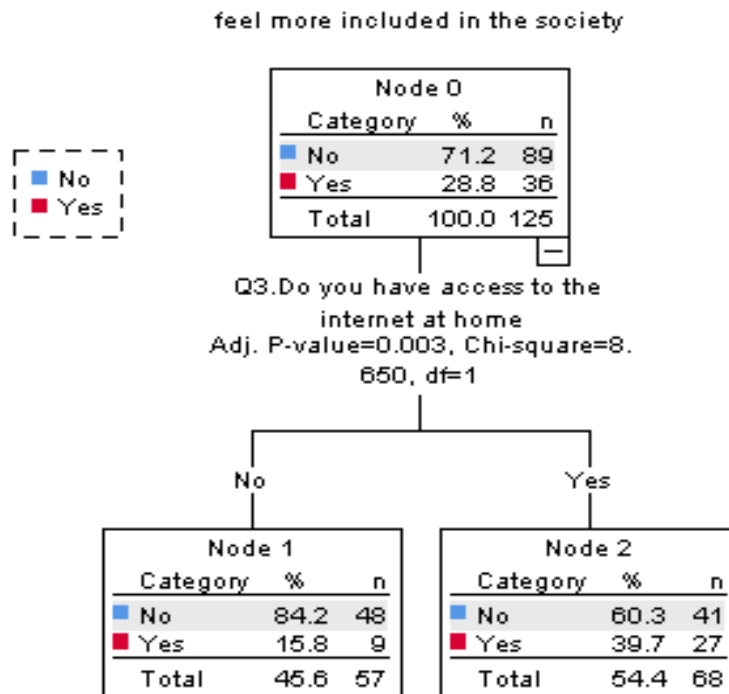 feel more included in the society
Node 0
Category % n
No 71.2 89
Yes 28.8 36
Total 100.0 125
No
Yes
Q3.Do you have access to the
internet at home
Adj. P-value=0.003, Chi-square=8.
650, df=1
No
Yes
Node 1
Category % n
No 84.2 48
Yes 15.8 9
Total 45.6 57
Node 2
Category % n
No 60.3 41
Yes 39.7 27
Total 54.4 68